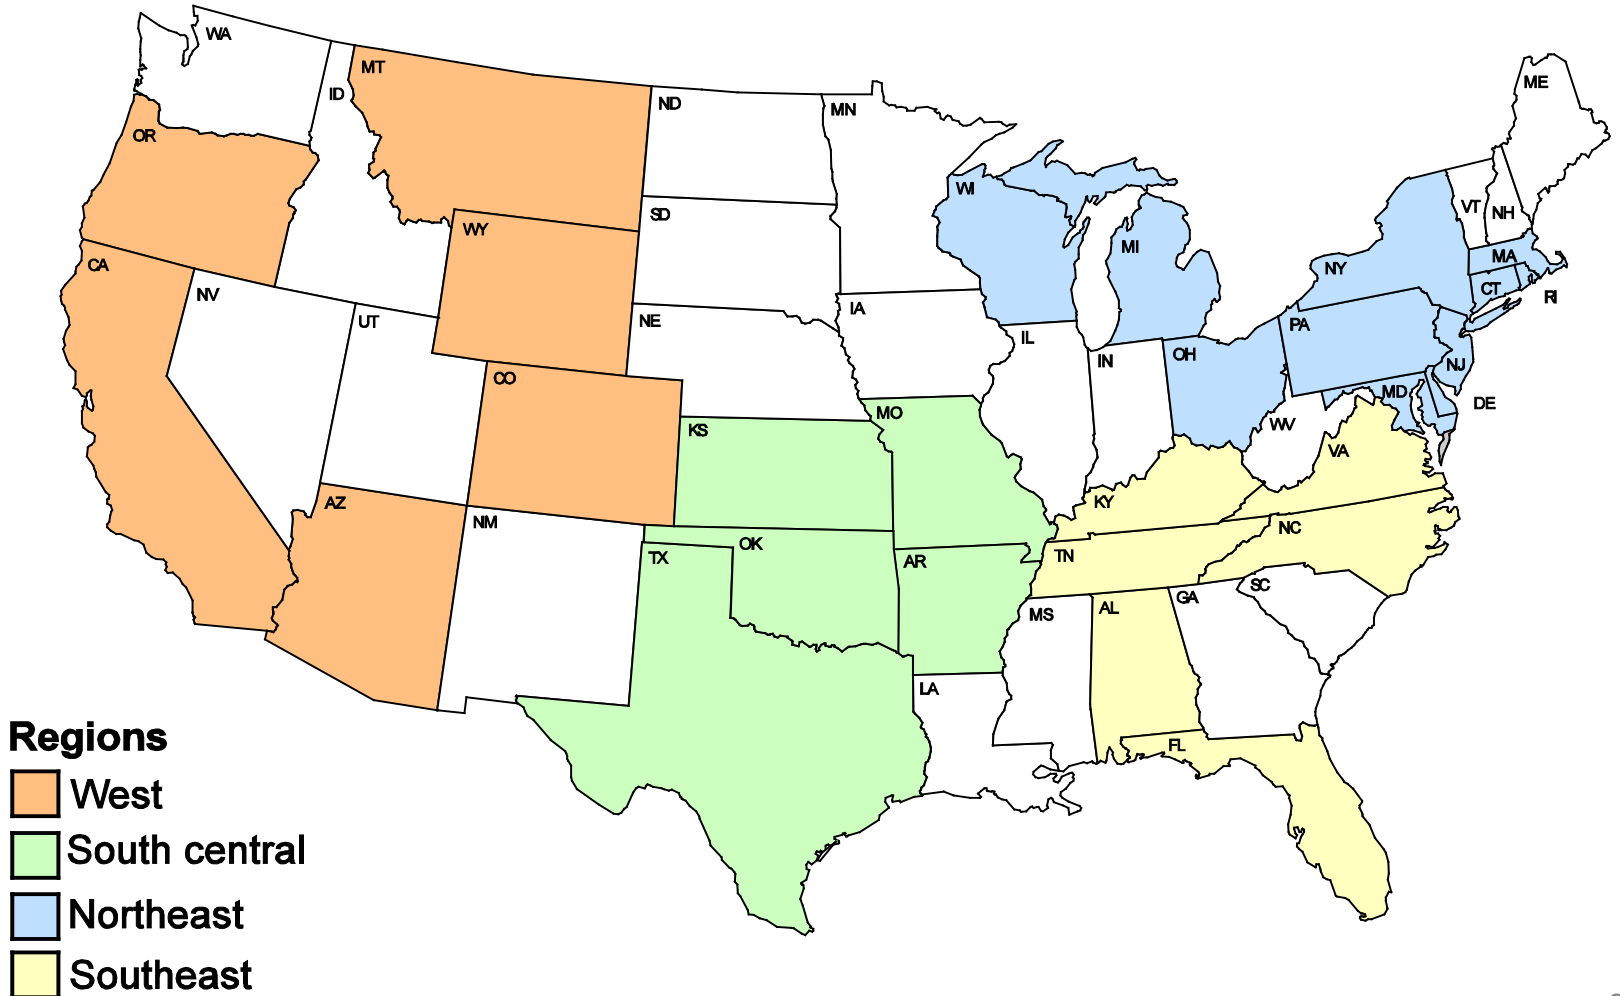 WA
MT
ID
OR
ND
MN
ME
SD
WI
VT
NH
WY
MI
MA
NY
CT
RI
CA
NV
UT
NE
IA
IL
IN
OH
PA
NJ
MD
DE
CO
KS
MO
WV
VA
AZ
NM
KY
NC
TX
OK
AR
TN
MS
AL
GA
SC
LA
FL
Regions
West
South central
Northeast
Southeast